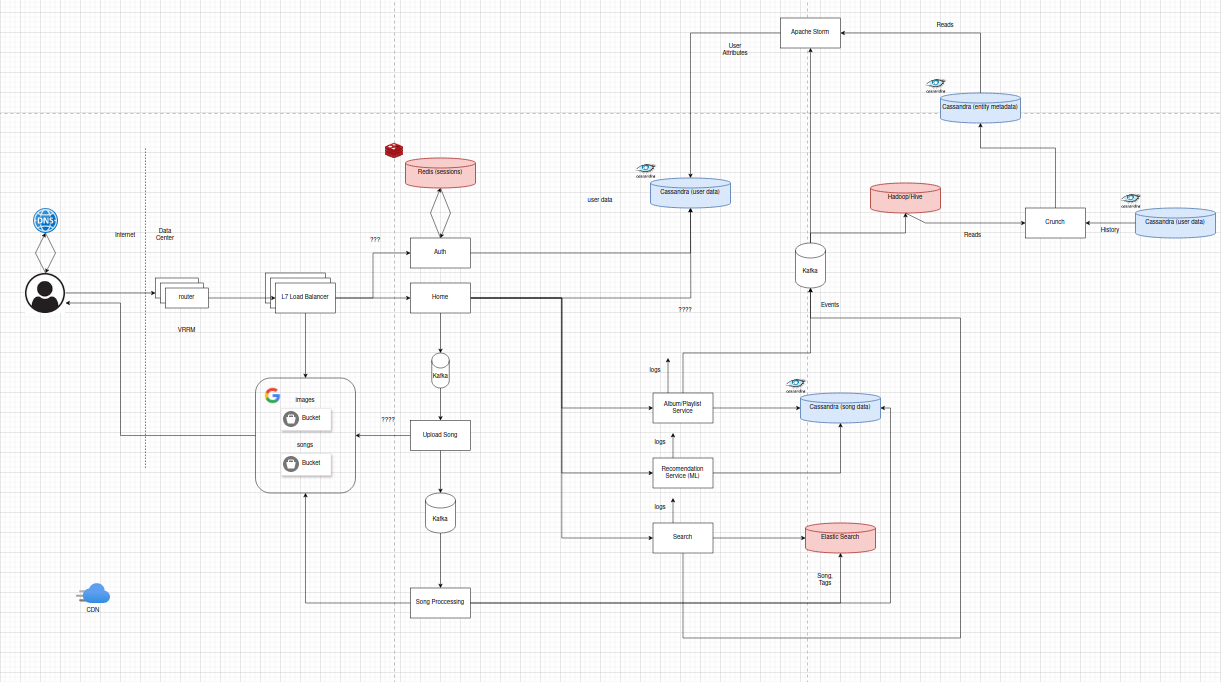 Apache Storm
Reads
User
Attributes
cassandra
Cassandra (entity metadata)
Redis (sessions)
cassandra
Cassandra (user data)
user data
Hadoop/Hive
cassandra
Cassandra (user data)
Crunch
History
Reads
DNS
Internet
Data
Center
???
Auth
Kafka
router
L7 Load Balancer
Home
????
Events
VRRM
logs
Kafka
cassandra
images
Bucket
Album/Playlist
Service
Cassandra (song data)
????
Upload Song
logs
songs
Bucket
Recomendation
Service (ML)
logs
Kafka
Search
Elastic Search
Song,
Tags
CDN
Song Proccessing